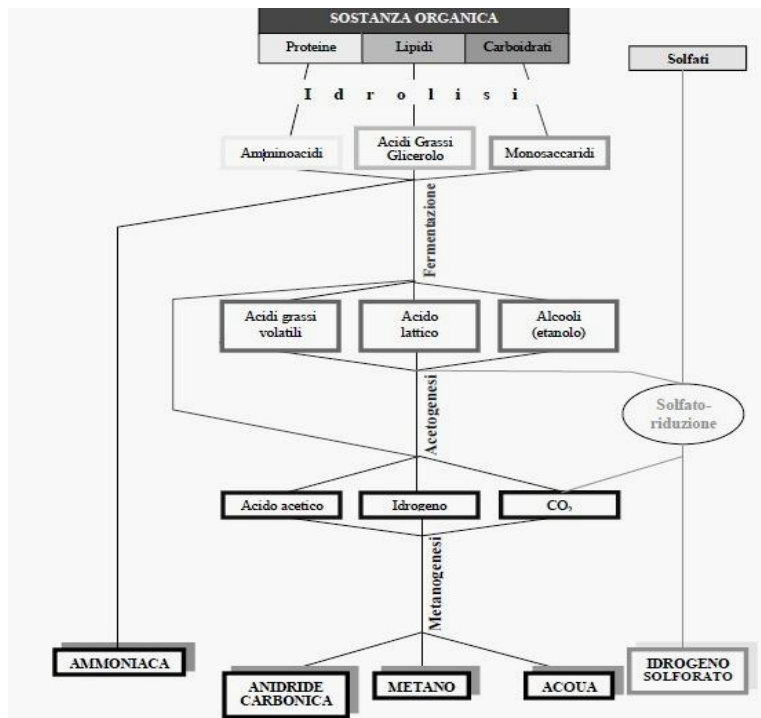 SOSTANZA ORGANICA
Proteine
Lipidi
Carboidrati
Solfati
I d r o l i s i
Amminoacidi
Acidi Grassi
Glicerolo
Monosaccaridi
Fermentazione
Acidi grassi
volatili
Acido
lattico
Alcooli
(etanolo)
Acetogenesi
Solfato-
riduzione
Acido acetico
Idrogeno
CO₂
Metanogenesi
AMMONIACA
ANIDRIDE
CARBONICA
METANO
ACQUA
IDROGENO
SOLFORATO